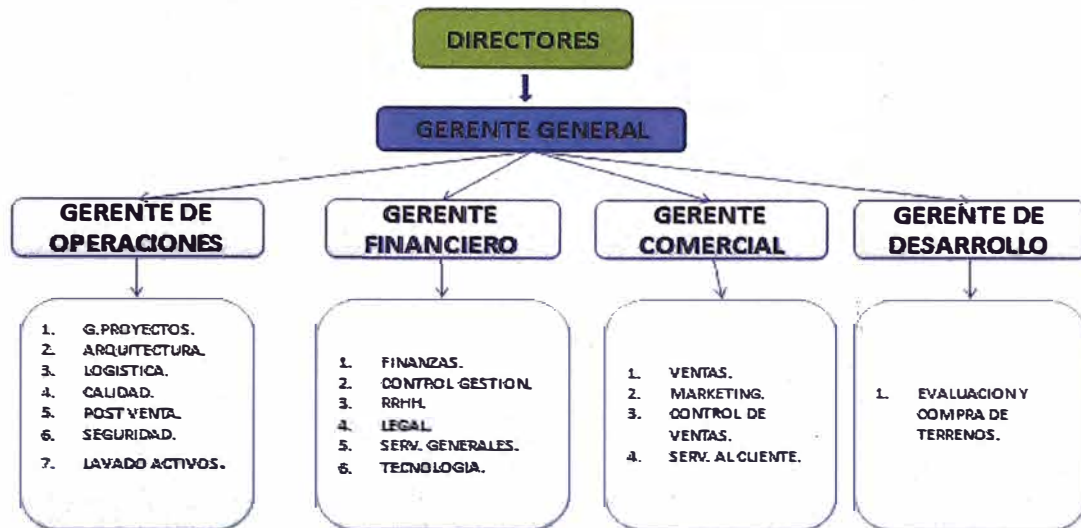 DIRECTORES
GERENTE GENERAL
GERENTE DE
OPERACIONES
GERENTE
FINANCIERO
GERENTE
COMERCIAL
GERENTE DE
DESARROLLO
1. G.PROYECTOS.
2. ARQUITECTURA.
3. LOGISTICA.
4. CALIDAD.
5. POST VENTA.
6. SEGURIDAD.
7. LAVADO ACTIVOS.
1. FINANZAS.
2. CONTROL GESTION.
3. RRHH.
4. LEGAL.
5. SERV. GENERALES.
6. TECNOLOGIA.
1. VENTAS.
2. MARKETING.
3. CONTROL DE
VENTAS.
4. SERV. AL CLIENTE.
1. EVALUACION Y
COMPRA DE
TERRENOS.